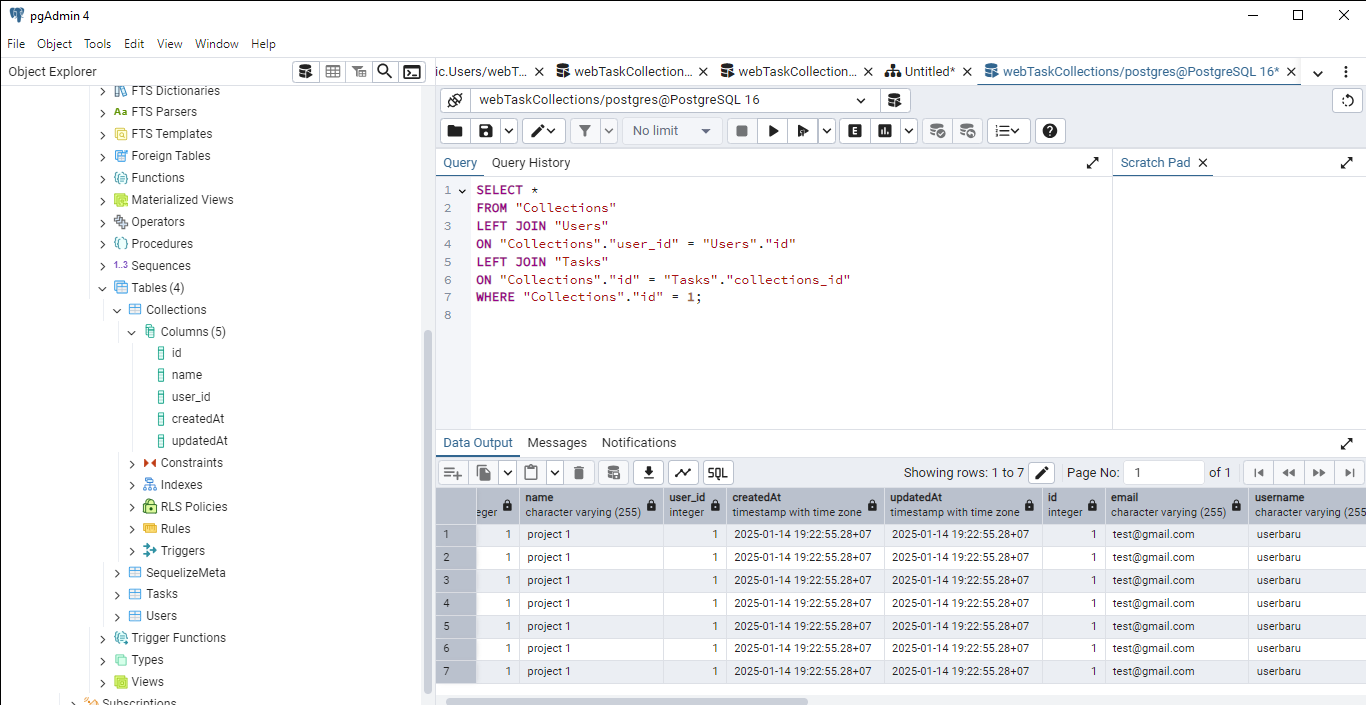 pgAdmin 4
File Object Tools Edit View Window Help
Object Explorer
FTS Dictionaries
Aa FTS Parsers
FTS Templates
Foreign Tables
Functions
Materialized Views
Operators
Procedures
1..3 Sequences
Tables (4)
Collections
Columns (5)
id
name
user_id
createdAt
updatedAt
Constraints
Indexes
RLS Policies
Rules
Triggers
SequelizeMeta
Tasks
Users
Trigger Functions
Types
Views
Subscriptions
ic.Users/webT... webTaskCollection... webTaskCollection... Untitled* webTaskCollections/postgres@PostgreSQL 16*
webTaskCollections/postgres@PostgreSQL 16
No limit E
Query Query History
1 SELECT *
2 FROM "Collections"
3 LEFT JOIN "Users"
4 ON "Collections"."user_id" = "Users"."id"
5 LEFT JOIN "Tasks"
6 ON "Collections"."id" = "Tasks"."collections_id"
7 WHERE "Collections"."id" = 1;
8
Scratch Pad
Data Output Messages Notifications
SQL Showing rows: 1 to 7 Page No: 1 of 1
name user_id createdAt updatedAt id email username
eger character varying (255) integer timestamp with time zone timestamp with time zone integer character varying (255) character varying (255
1 1 project 1 1 2025-01-14 19:22:55.28+07 2025-01-14 19:22:55.28+07 1 test@gmail.com userbaru
2 1 project 1 1 2025-01-14 19:22:55.28+07 2025-01-14 19:22:55.28+07 1 test@gmail.com userbaru
3 1 project 1 1 2025-01-14 19:22:55.28+07 2025-01-14 19:22:55.28+07 1 test@gmail.com userbaru
4 1 project 1 1 2025-01-14 19:22:55.28+07 2025-01-14 19:22:55.28+07 1 test@gmail.com userbaru
5 1 project 1 1 2025-01-14 19:22:55.28+07 2025-01-14 19:22:55.28+07 1 test@gmail.com userbaru
6 1 project 1 1 2025-01-14 19:22:55.28+07 2025-01-14 19:22:55.28+07 1 test@gmail.com userbaru
7 1 project 1 1 2025-01-14 19:22:55.28+07 2025-01-14 19:22:55.28+07 1 test@gmail.com userbaru